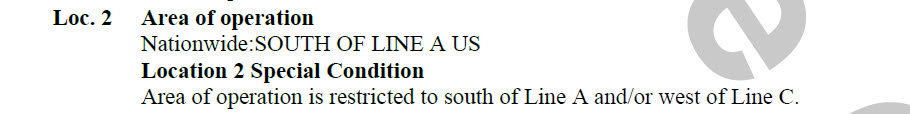 Loc. 2 Area of operation
Nationwide:SOUTH OF LINE A US
Location 2 Special Condition
Area of operation is restricted to south of Line A and/or west of Line C.